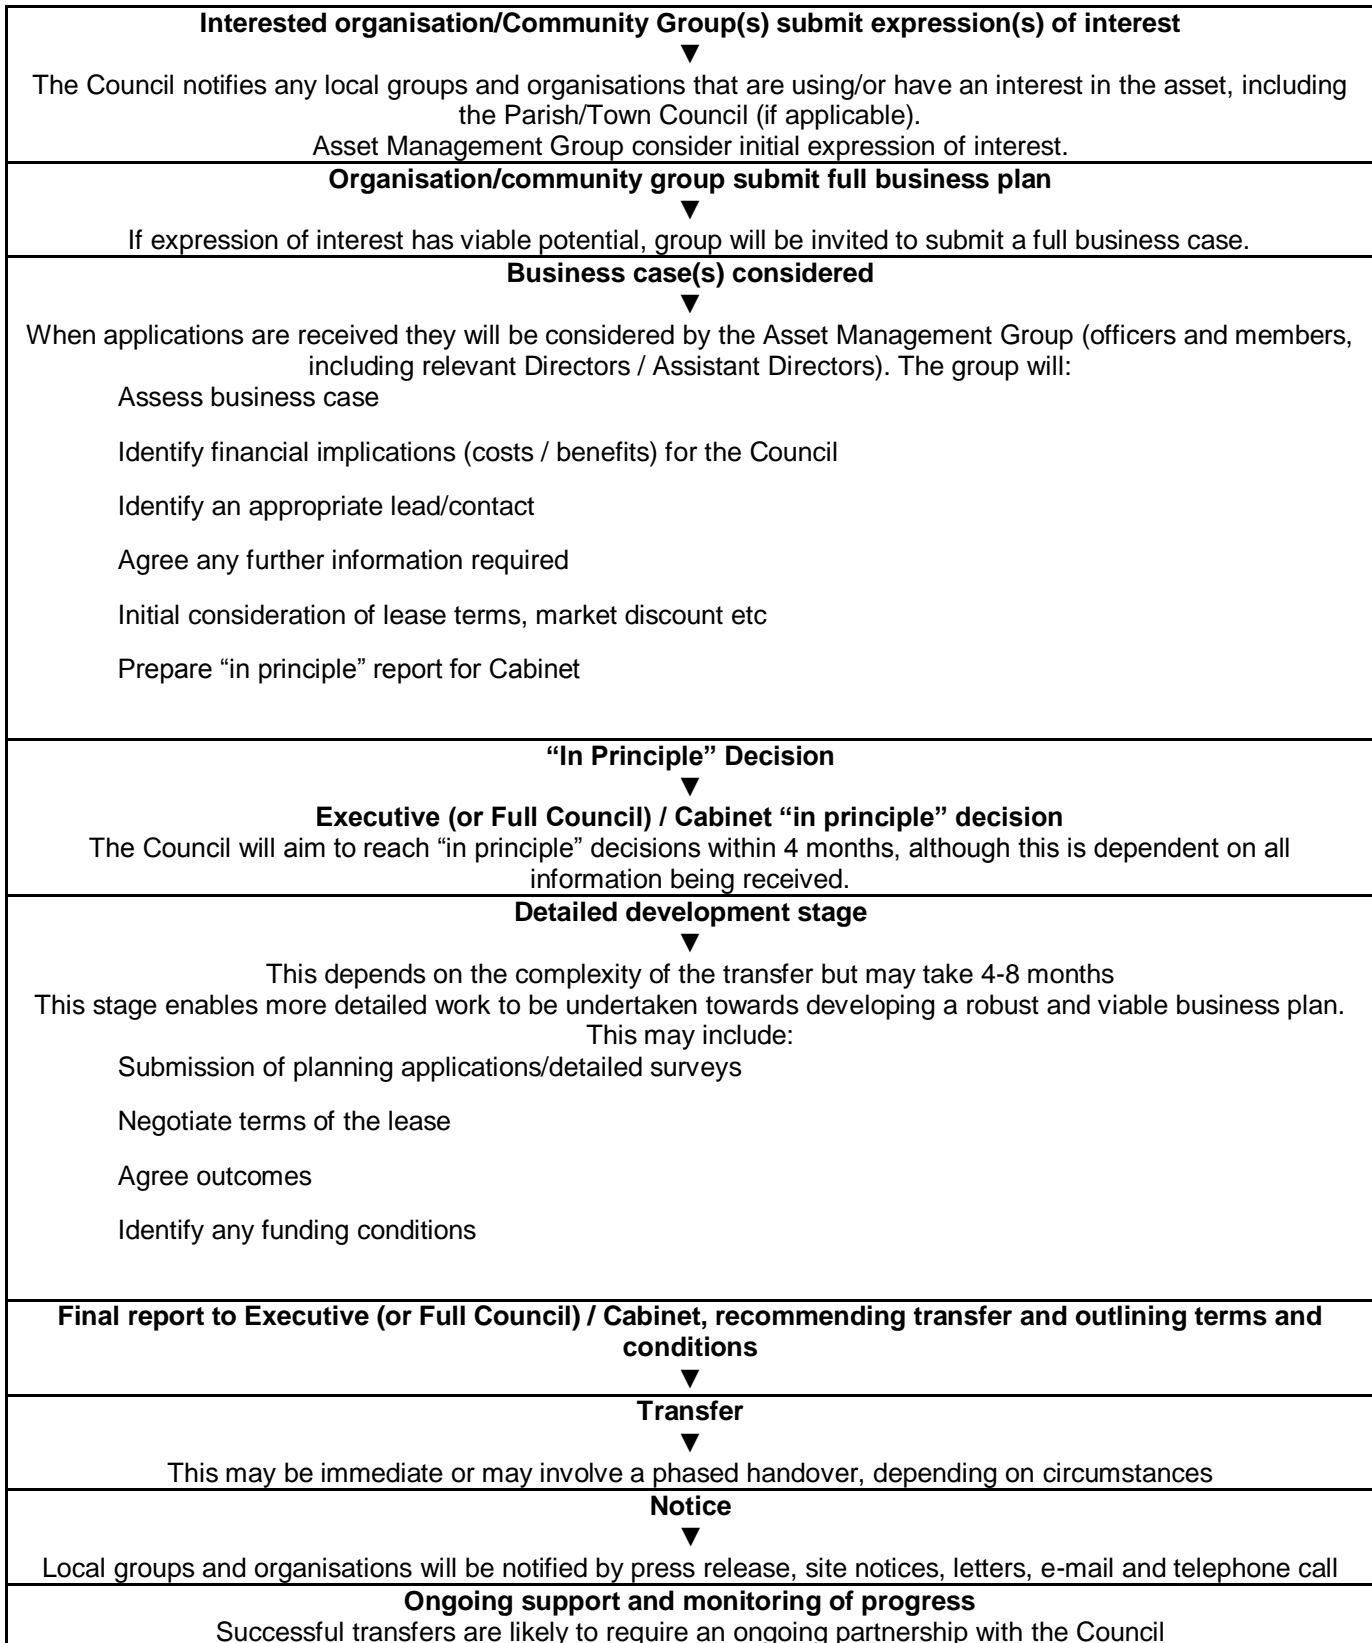 Interested organisation/Community Group(s) submit expression(s) of interest
▼
The Council notifies any local groups and organisations that are using/or have an interest in the asset, including
the Parish/Town Council (if applicable).
Asset Management Group consider initial expression of interest.
Organisation/community group submit full business plan
▼
If expression of interest has viable potential, group will be invited to submit a full business case.
Business case(s) considered
▼
When applications are received they will be considered by the Asset Management Group (officers and members,
including relevant Directors / Assistant Directors). The group will:
Assess business case
Identify financial implications (costs / benefits) for the Council
Identify an appropriate lead/contact
Agree any further information required
Initial consideration of lease terms, market discount etc
Prepare “in principle” report for Cabinet
“In Principle” Decision
▼
Executive (or Full Council) / Cabinet “in principle” decision
The Council will aim to reach “in principle” decisions within 4 months, although this is dependent on all
information being received.
Detailed development stage
▼
This depends on the complexity of the transfer but may take 4-8 months
This stage enables more detailed work to be undertaken towards developing a robust and viable business plan.
This may include:
Submission of planning applications/detailed surveys
Negotiate terms of the lease
Agree outcomes
Identify any funding conditions
Final report to Executive (or Full Council) / Cabinet, recommending transfer and outlining terms and
conditions
▼
Transfer
▼
This may be immediate or may involve a phased handover, depending on circumstances
Notice
▼
Local groups and organisations will be notified by press release, site notices, letters, e-mail and telephone call
Ongoing support and monitoring of progress
Successful transfers are likely to require an ongoing partnership with the Council